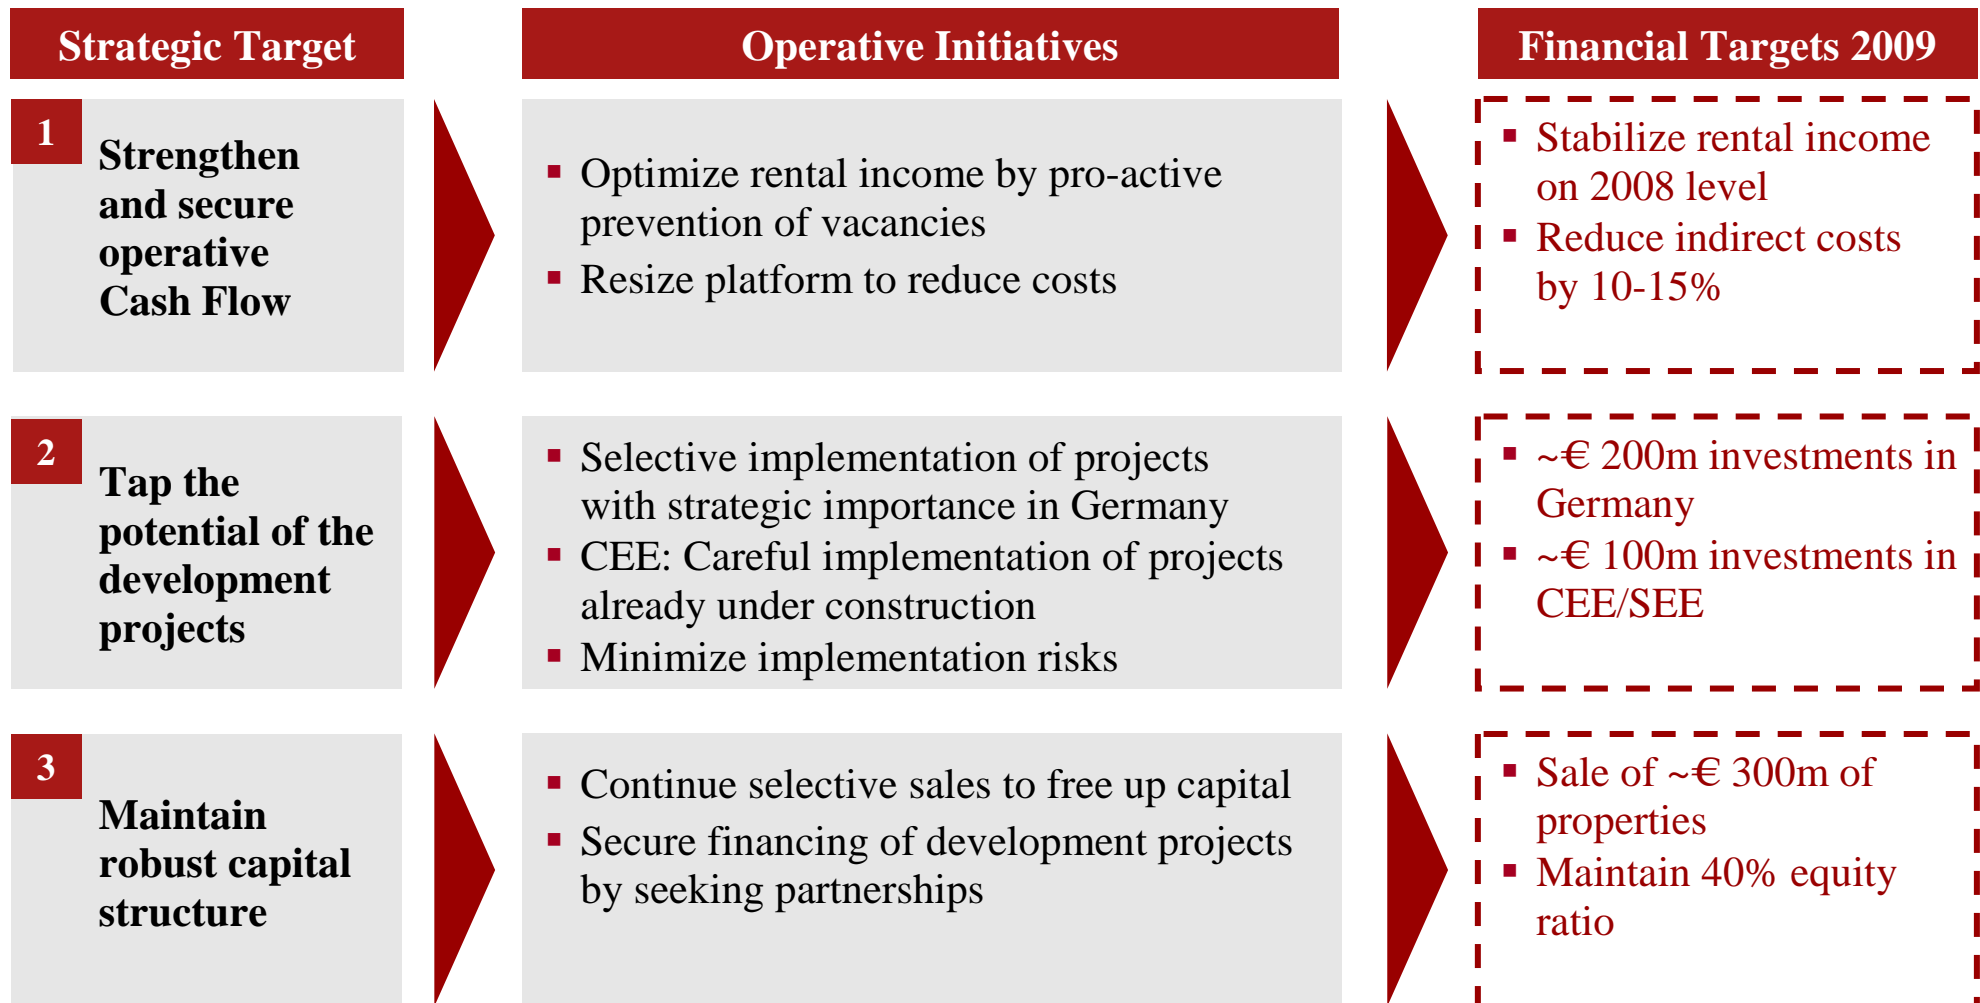 Strategic Target
Operative Initiatives
Financial Targets 2009
1
Strengthen
and secure
operative
Cash Flow
▪ Optimize rental income by pro-active
prevention of vacancies
▪ Resize platform to reduce costs
▪ Stabilize rental income
on 2008 level
▪ Reduce indirect costs
by 10-15%
2
Tap the
potential of the
development
projects
▪ Selective implementation of projects
with strategic importance in Germany
▪ CEE: Careful implementation of projects
already under construction
▪ Minimize implementation risks
▪ ~€ 200m investments in
Germany
▪ ~€ 100m investments in
CEE/SEE
3
Maintain
robust capital
structure
▪ Continue selective sales to free up capital
▪ Secure financing of development projects
by seeking partnerships
▪ Sale of ~€ 300m of
properties
▪ Maintain 40% equity
ratio